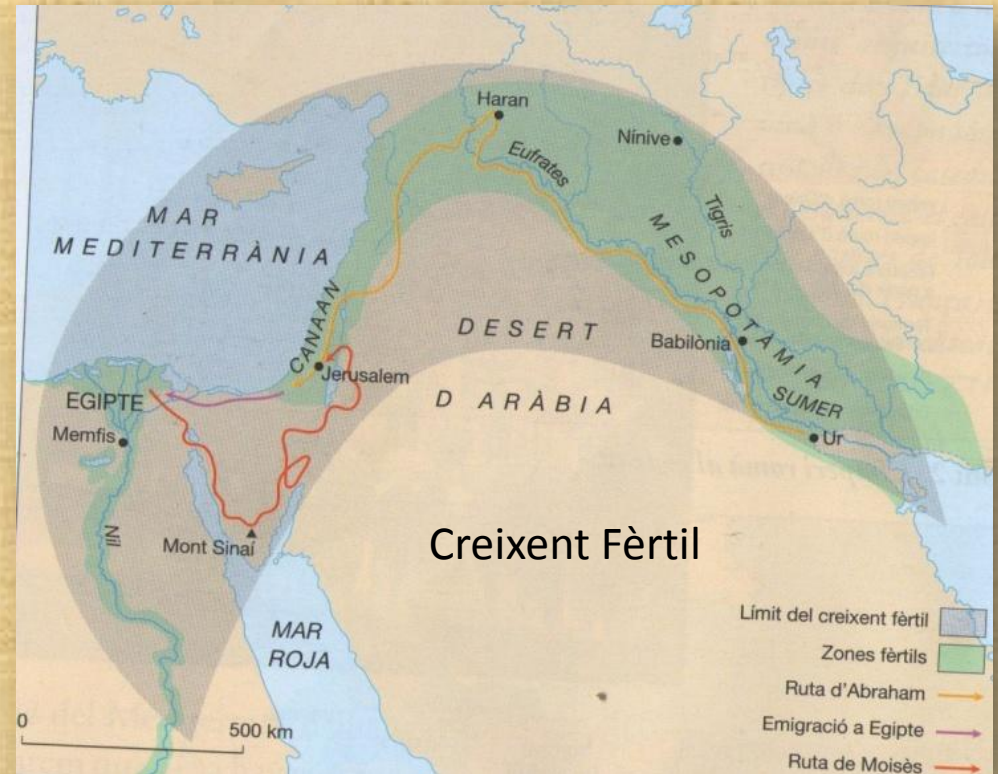 Haran
Nínive
Eufrates
Tigris
MAR
MEDITERRÀNIA
MESOPOTÀMIA
CANAAN
DESERT
Babilònia
Jerusalem
D ARÀBIA
SUMER
EGIPTE
Memfis
Ur
Nil
Mont Sinaí
Creixent Fèrtil
MAR
ROJA
Límit del creixent fèrtil
Zones fèrtils
Ruta d'Abraham
Emigració a Egipte
Ruta de Moisès
0
500 km